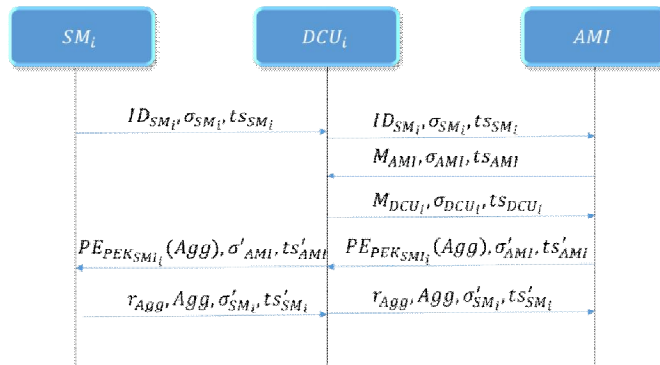 SM_i DCU_i AMI
ID_{SM_i}, σ_{SM_i}, ts_{SM_i}
ID_{SM_i}, σ_{SM_i}, ts_{SM_i}
M_{AMI}, σ_{AMI}, ts_{AMI}
M_{DCU_i}, σ_{DCU_i}, ts_{DCU_i}
PE_{PEK_{SMI_i}}(Agg), σ'_{AMI}, ts'_{AMI} PE_{PEK_{SMI_i}}(Agg), σ'_{AMI}, ts'_{AMI}
r_{Agg}, Agg, σ'_{SM_i}, ts'_{SM_i} r_{Agg}, Agg, σ'_{SM_i}, ts'_{SM_i}